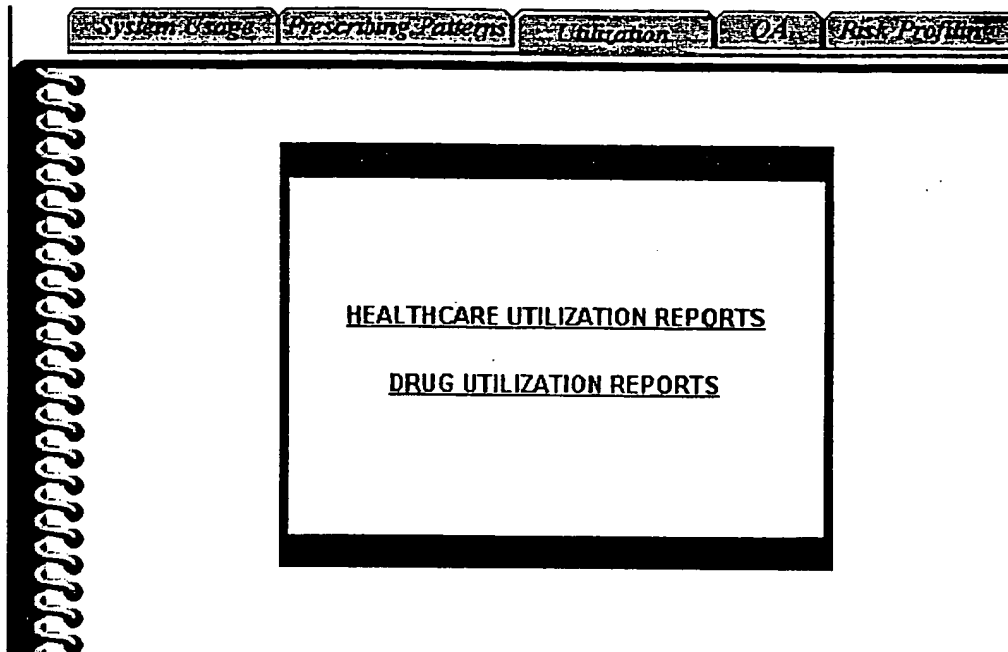 System Usage Prescribing Patterns Utilization QA Risk Profiling
HEALTHCARE UTILIZATION REPORTS
DRUG UTILIZATION REPORTS